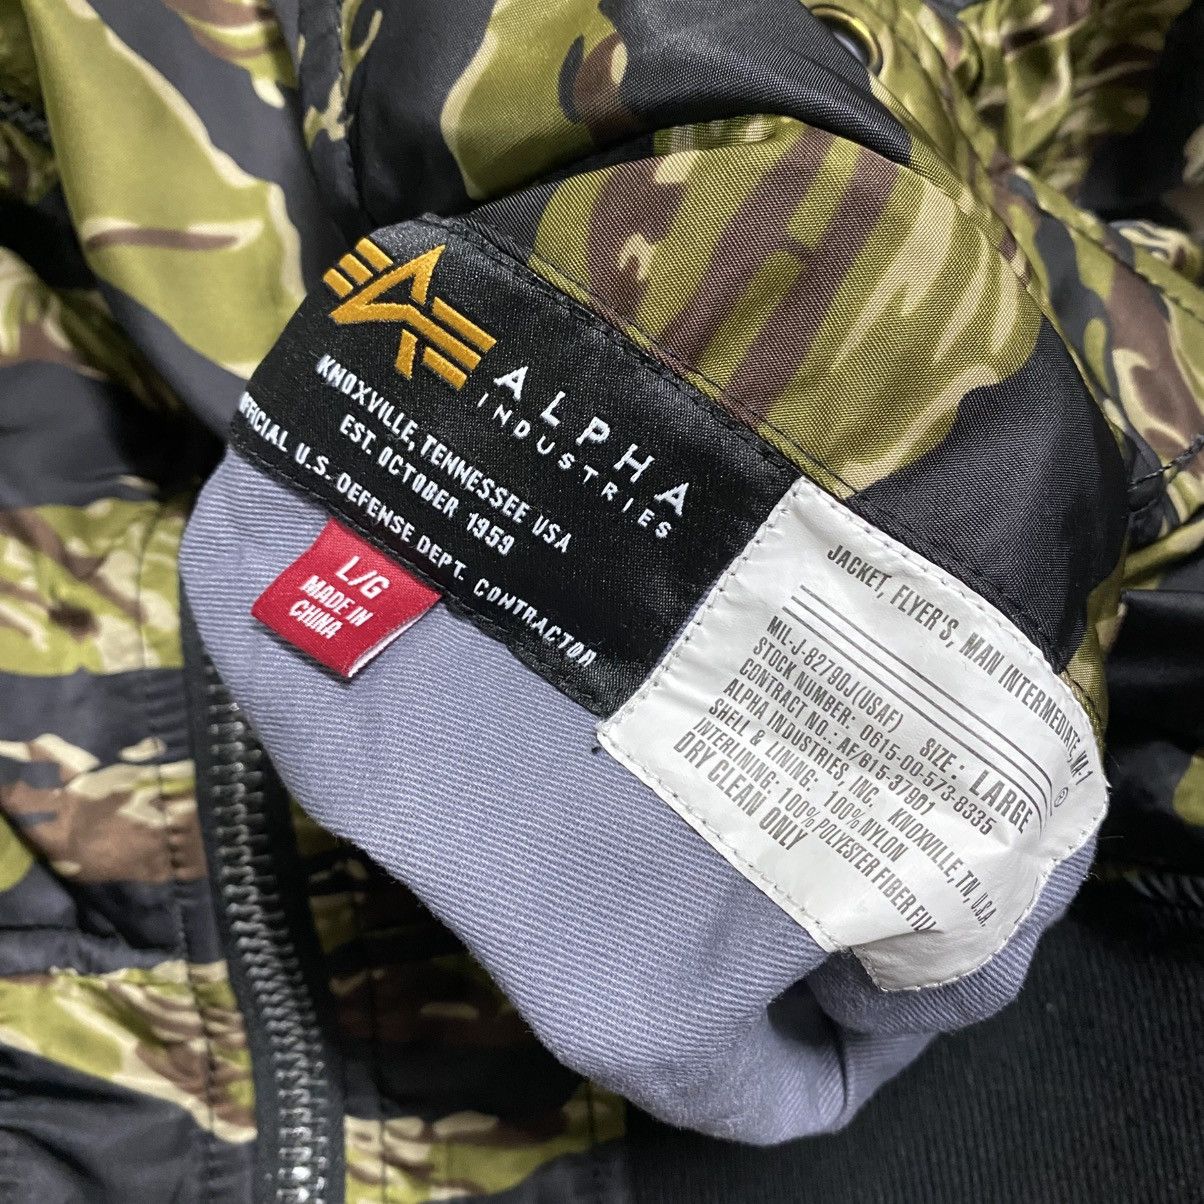 ALPHA
INDUSTRIES
KNOXVILLE, TENNESSEE USA
EST. OCTOBER 1959
OFFICIAL U.S. DEFENSE DEPT. CONTRACTOR
L/G
MADE IN
CHINA
JACKET, FLYER'S, MAN INTERMEDIATE, MA-1
®
MIL-J-8279OJ(USAF) SIZE: LARGE
STOCK NUMBER: 0615-00-573-8335
CONTRACT NO.: AF/615-37901
ALPHA INDUSTRIES INC. KNOXVILLE, TN, U.S.A.
SHELL & LINING: 100%NYLON
INTERLINING: 100%POLYESTER FIBER FILL
DRY CLEAN ONLY